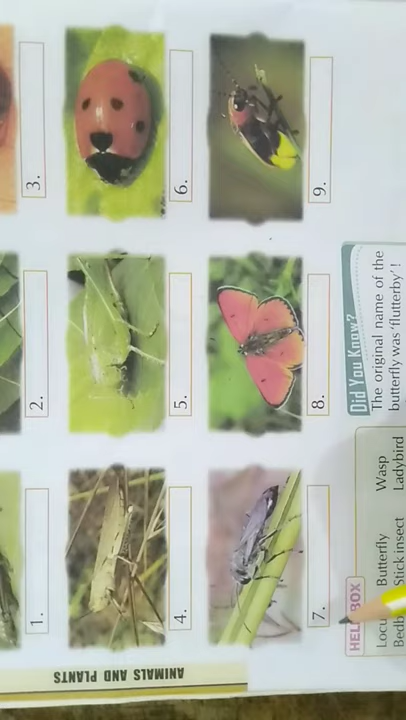 ANIMALS AND PLANTS
1.
2.
3.
4.
5.
6.
7.
8.
9.
BOX
Butterfly Wasp
Stick insect Ladybird
Did You Know?
The original name of the
butterfly was 'flutterby'!